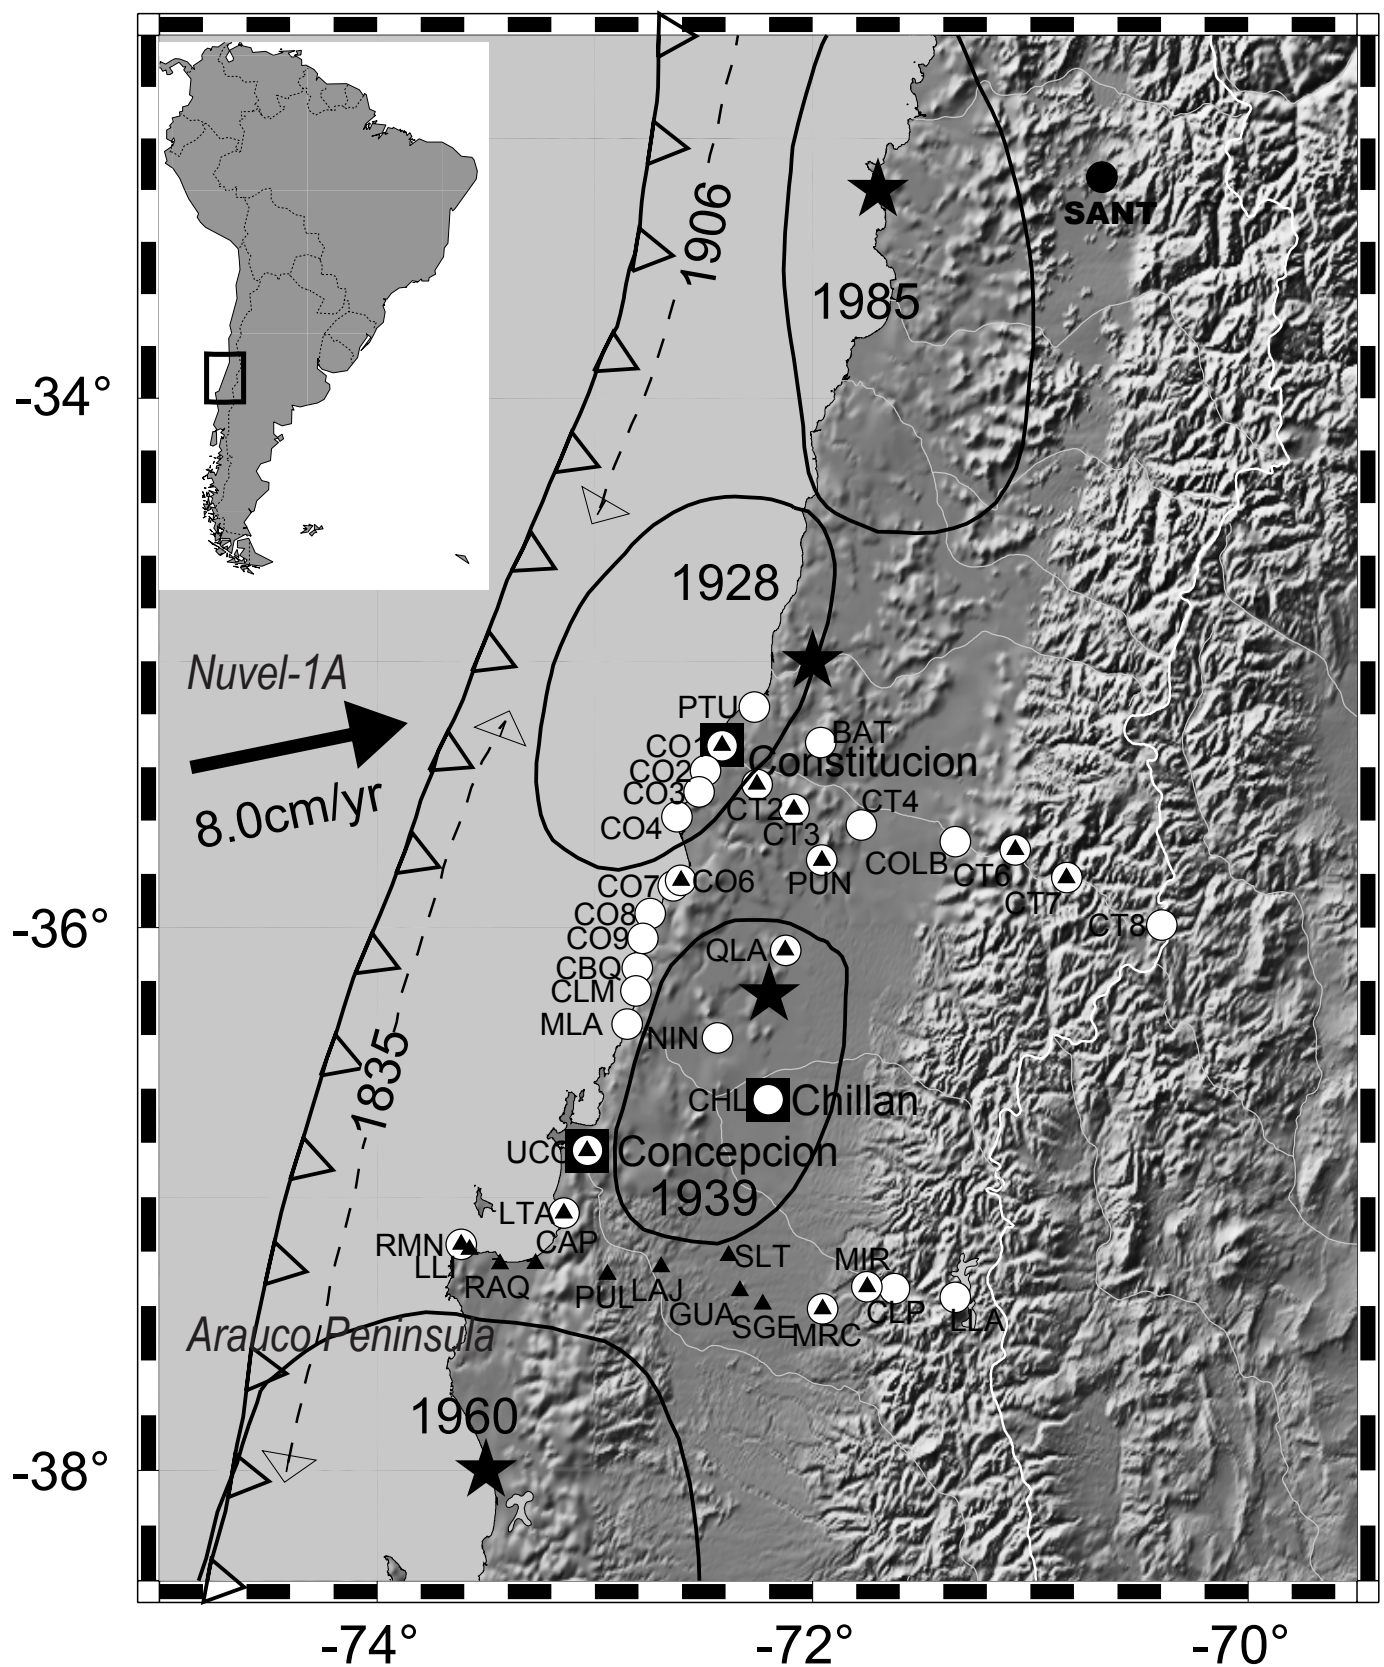 1906
SANT
1985
-34°
1928
Nuvel-1A
8.0cm/yr
PTU
BAT
CO1
Constitucion
CO2
CO3
CT2
CT4
CO4
CT3
COLB
CT6
PUN
CO7
CO6
CT7
CO8
-36°
CT8
CO9
QLA
CBQ
CLM
MLA
NIN
1835
CHL
Chillan
UCO
Concepcion
1939
LTA
RMN
CAP
SLT
MIR
LL
RAQ
PUL
LAJ
GUA
SGE
MRC
CLP
LLA
Arauco Peninsula
1960
-38°
-74°
-72°
-70°